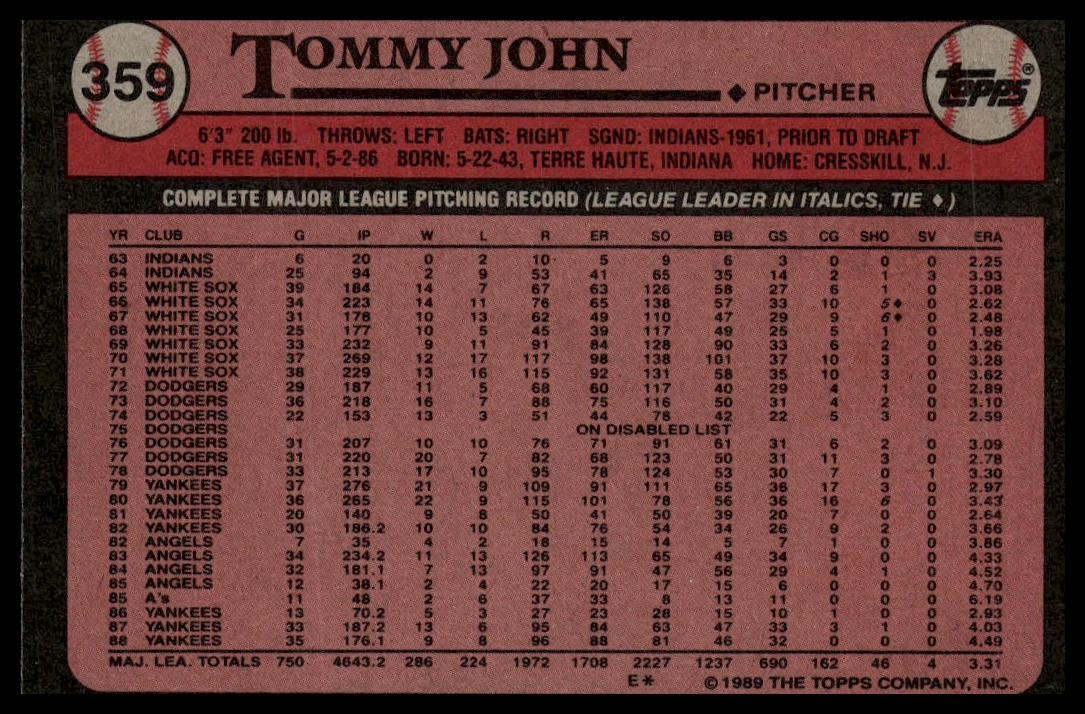 359
TOMMY JOHN
♦ PITCHER
TOPPS®
6'3" 200 lb. THROWS: LEFT BATS: RIGHT SGND: INDIANS-1961, PRIOR TO DRAFT
ACQ: FREE AGENT, 5-2-86 BORN: 5-22-43, TERRE HAUTE, INDIANA HOME: CRESSKILL, N.J.
COMPLETE MAJOR LEAGUE PITCHING RECORD (LEAGUE LEADER IN ITALICS, TIE ♦)
YR CLUB G IP W L R ER SO BB GS CG SHO SV ERA
63 INDIANS 6 20 0 2 10 5 9 6 3 0 0 0 2.25
64 INDIANS 25 94 2 9 53 41 65 35 14 2 1 3 3.93
65 WHITE SOX 39 184 14 7 67 63 126 58 27 6 1 0 3.08
66 WHITE SOX 34 223 14 11 76 65 138 57 33 10 5♦ 0 2.62
67 WHITE SOX 31 178 10 13 62 49 110 47 29 9 6♦ 0 2.48
68 WHITE SOX 25 177 10 5 45 39 117 49 25 5 1 0 1.98
69 WHITE SOX 33 232 9 11 91 84 128 90 33 6 2 0 3.26
70 WHITE SOX 37 269 12 17 117 98 138 101 37 10 3 0 3.28
71 WHITE SOX 38 229 13 16 115 92 131 58 35 10 3 0 3.62
72 DODGERS 29 187 11 5 68 60 117 40 29 4 1 0 2.89
73 DODGERS 36 218 16 7 88 75 116 50 31 4 2 0 3.10
74 DODGERS 22 153 13 3 51 44 78 42 22 5 3 0 2.59
75 DODGERS ON DISABLED LIST
76 DODGERS 31 207 10 10 76 71 91 61 31 6 2 0 3.09
77 DODGERS 31 220 20 7 82 68 123 50 31 11 3 0 2.78
78 DODGERS 33 213 17 10 95 78 124 53 30 7 0 1 3.30
79 YANKEES 37 276 21 9 109 91 111 65 36 17 3 0 2.97
80 YANKEES 36 265 22 9 115 101 78 56 36 16 6 0 3.43
81 YANKEES 20 140 9 8 50 41 50 39 20 7 0 0 2.64
82 YANKEES 30 186.2 10 10 84 76 54 34 26 9 2 0 3.66
82 ANGELS 7 35 4 2 18 15 14 5 7 1 0 0 3.86
83 ANGELS 34 234.2 11 13 126 113 65 49 34 9 0 0 4.33
84 ANGELS 32 181.1 7 13 97 91 47 56 29 4 1 0 4.52
85 ANGELS 12 38.1 2 4 22 20 17 15 6 0 0 0 4.70
85 A's 11 48 2 6 37 33 8 13 11 0 0 0 6.19
86 YANKEES 13 70.2 5 3 27 23 28 15 10 1 0 0 2.93
87 YANKEES 33 187.2 13 6 95 84 63 47 33 3 1 0 4.03
88 YANKEES 35 176.1 9 8 96 88 81 46 32 0 0 0 4.49
MAJ. LEA. TOTALS 750 4643.2 286 224 1972 1708 2227 1237 690 162 46 4 3.31
E* ©1989 THE TOPPS COMPANY, INC.